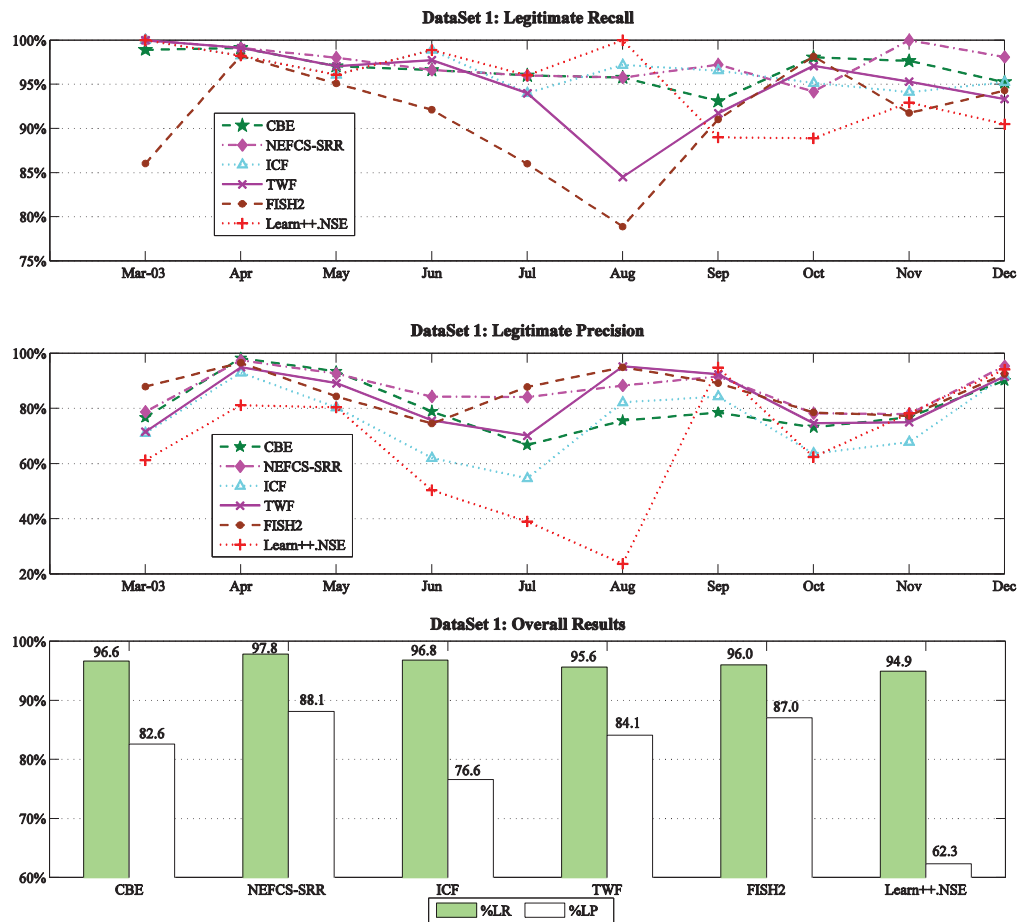 DataSet 1: Legitimate Recall
100%
95%
90%
85%
80%
75%
CBE
NEFCS-SRR
ICF
TWF
FISH2
Learn++.NSE
Mar-03 Apr May Jun Jul Aug Sep Oct Nov Dec
DataSet 1: Legitimate Precision
100%
80%
60%
40%
20%
CBE
NEFCS-SRR
ICF
TWF
FISH2
Learn++.NSE
Mar-03 Apr May Jun Jul Aug Sep Oct Nov Dec
DataSet 1: Overall Results
100%
90%
80%
70%
60%
96.6 97.8 96.8 95.6 96.0 94.9
82.6 88.1 76.6 84.1 87.0 62.3
CBE NEFCS-SRR ICF TWF FISH2 Learn++.NSE
%LR %LP